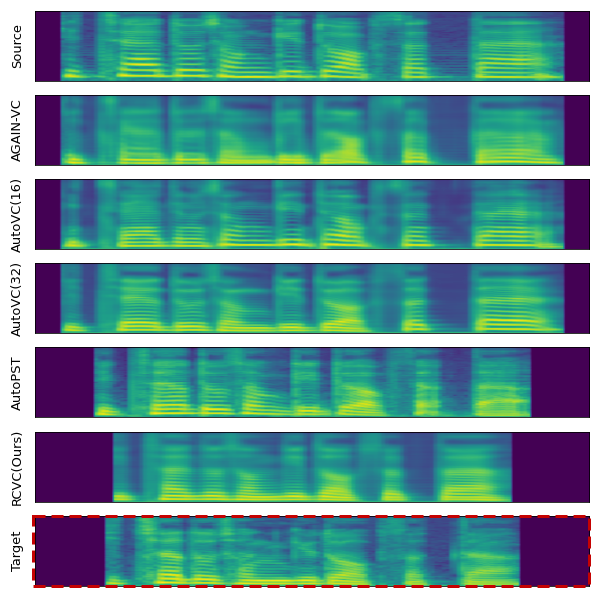 Source
AGAIN-VC
AutoVC(16)
AutoVC(32)
AutoPST
RCVC(Ours)
Target